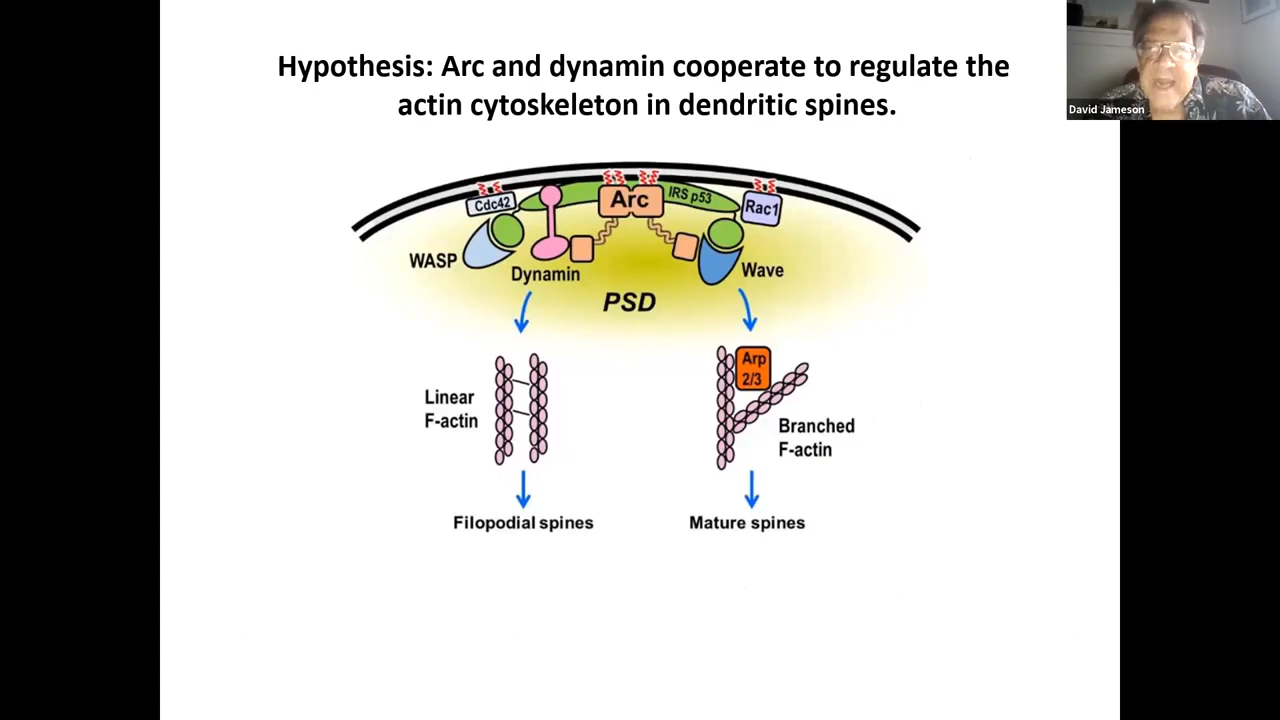 Hypothesis: Arc and dynamin cooperate to regulate the
actin cytoskeleton in dendritic spines.
David Jameson
Cdc42
Arc
IRS p53
Rac1
WASP
Dynamin
Wave
PSD
Linear
F-actin
Arp
2/3
Branched
F-actin
Filopodial spines
Mature spines